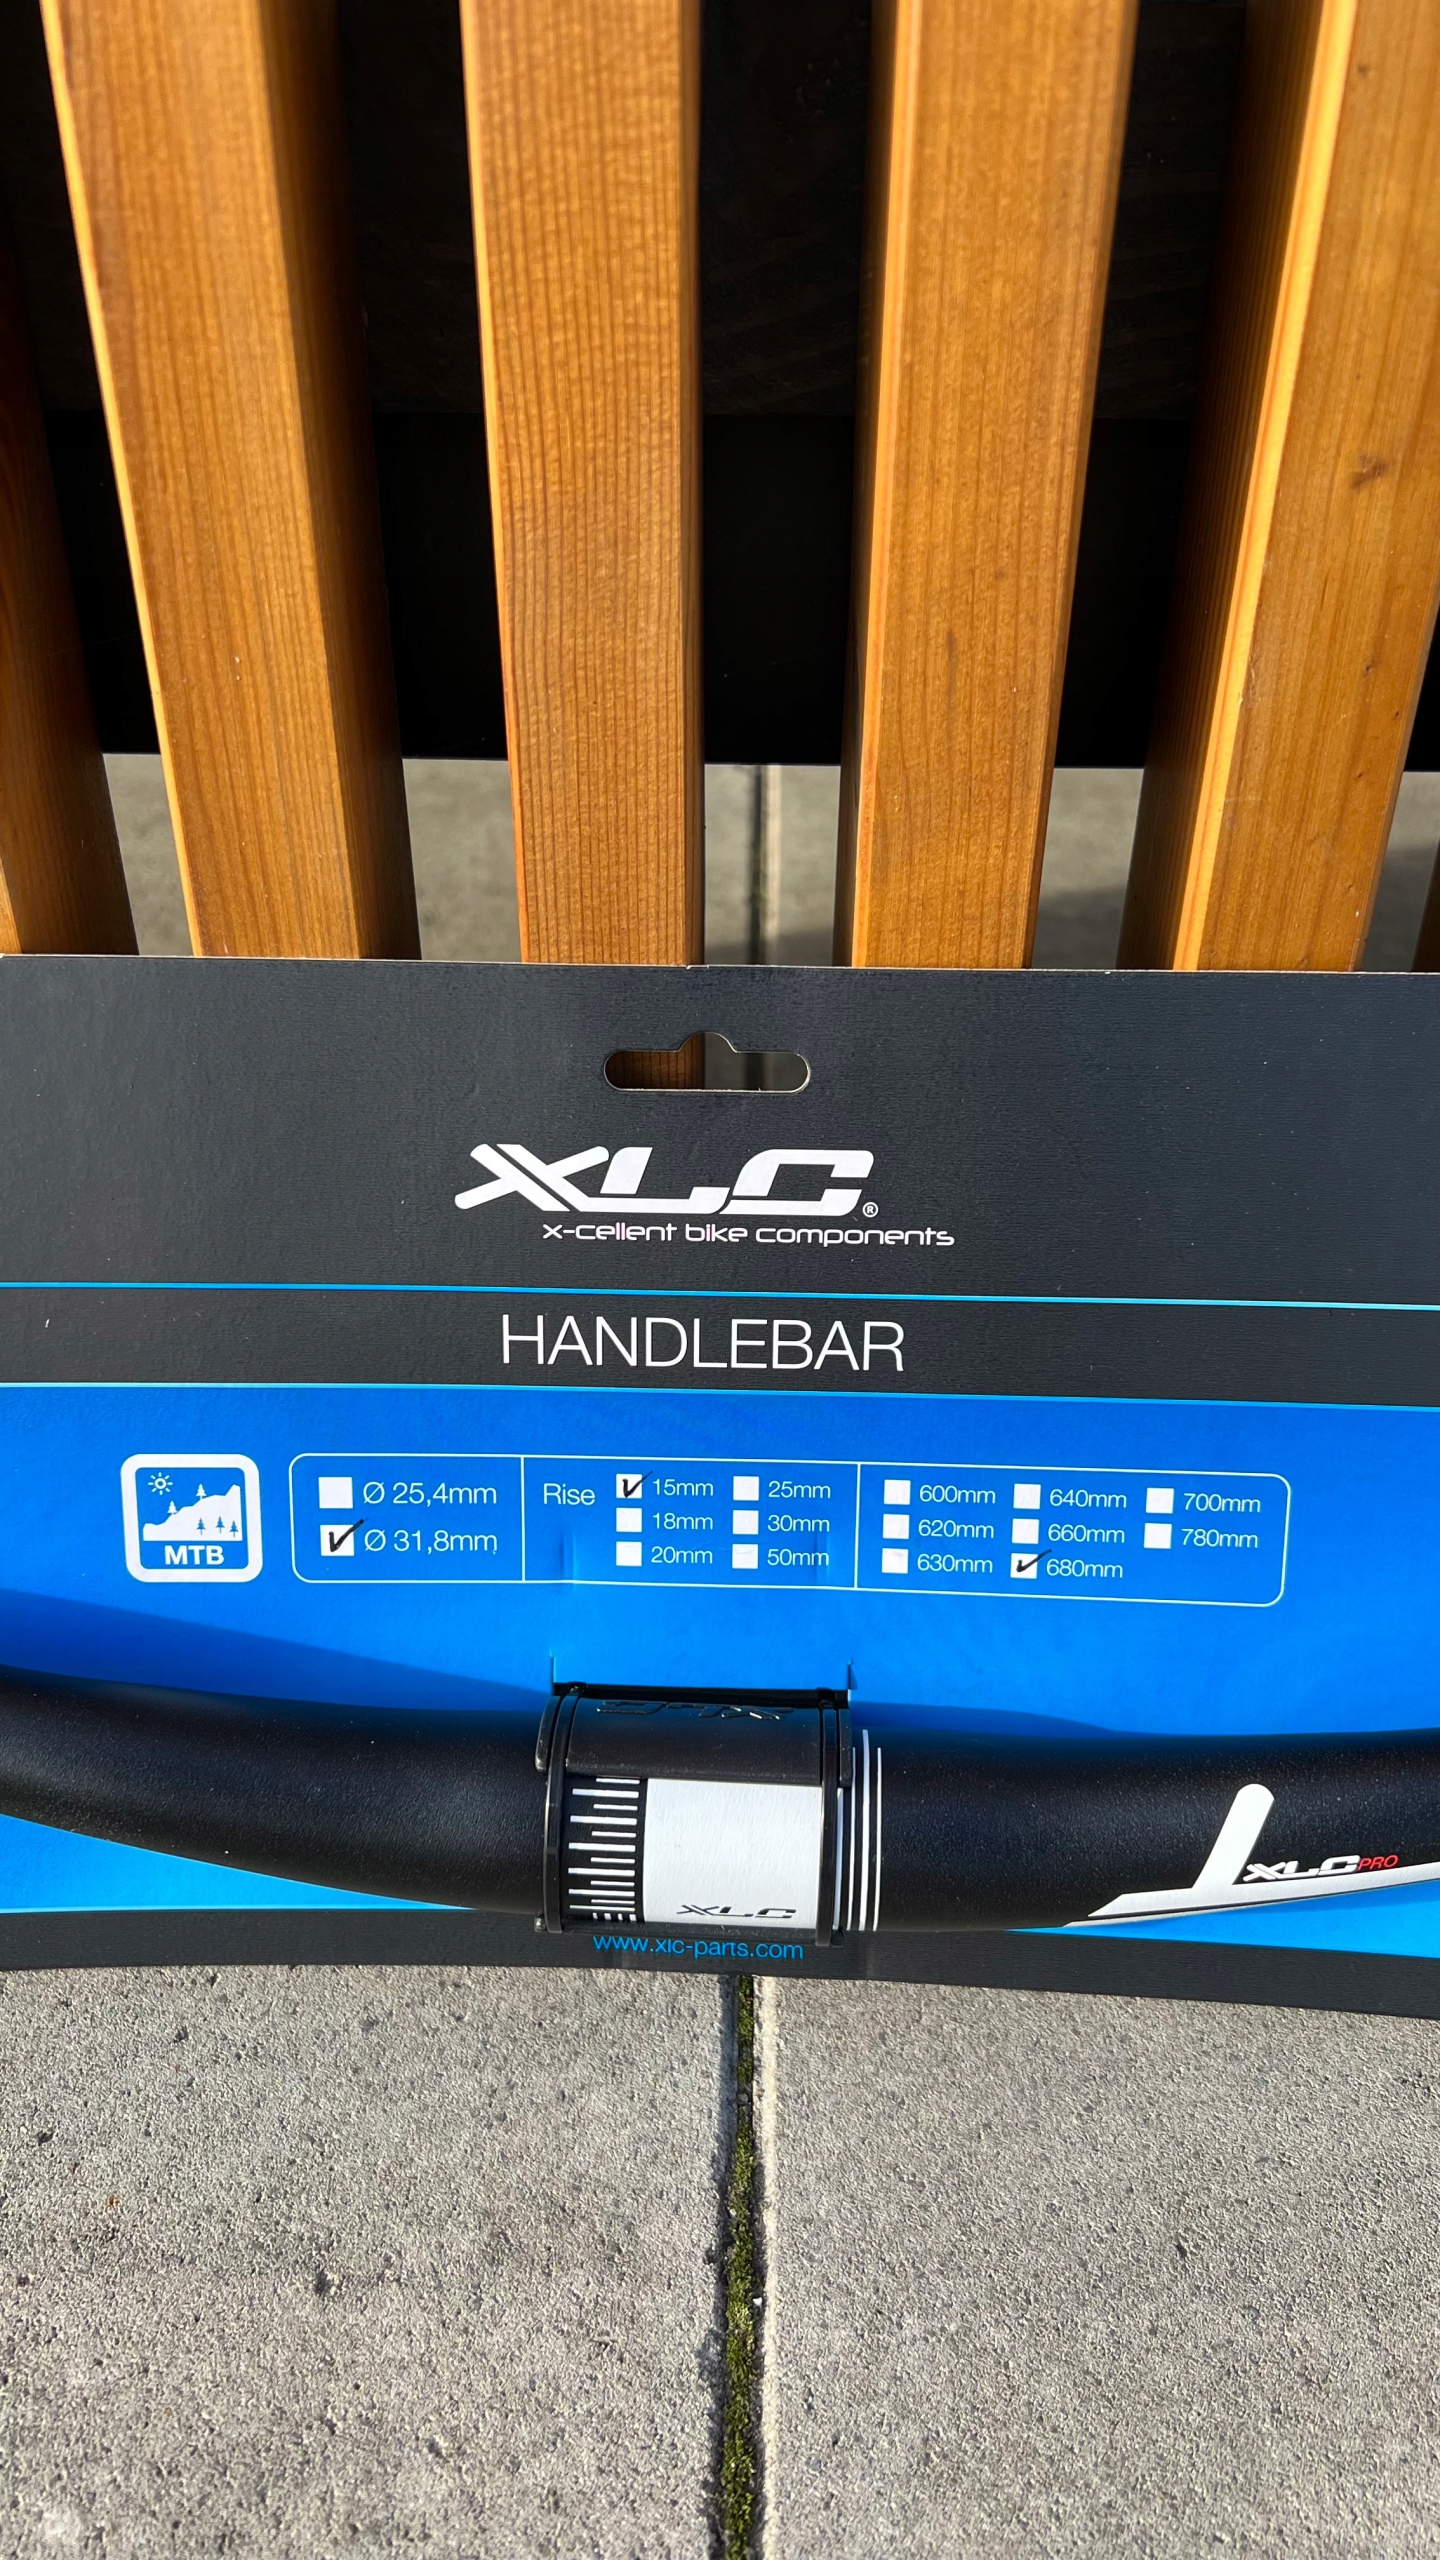 XLC®
x-cellent bike components
HANDLEBAR
MTB
Ø 25,4mm
Ø 31,8mm
Rise
15mm 25mm
18mm 30mm
20mm 50mm
600mm 640mm 700mm
620mm 660mm 780mm
630mm 680mm
XLC
XLC PRO
XLC
www.xlc-parts.com